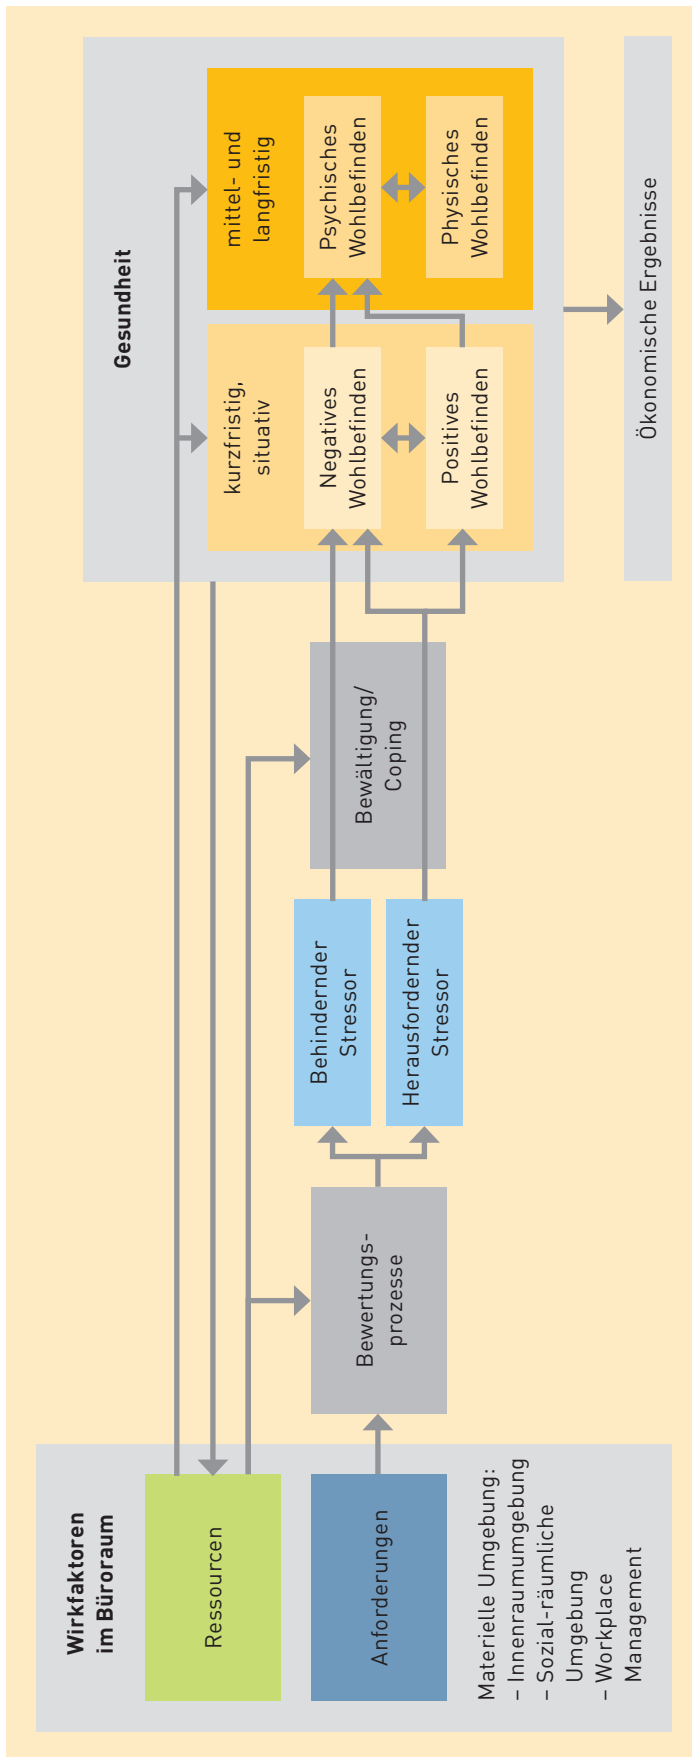 Wirkfaktoren
im Büroraum
Ressourcen
Anforderungen
Materielle Umgebung:
– Innenraumumgebung
– Sozial-räumliche
Umgebung
– Workplace
Management
Bewertungs-
prozesse
Behindernder
Stressor
Herausfordernder
Stressor
Bewältigung/
Coping
Gesundheit
kurzfristig,
situativ
Negatives
Wohlbefinden
Positives
Wohlbefinden
mittel- und
langfristig
Psychisches
Wohlbefinden
Physisches
Wohlbefinden
Ökonomische Ergebnisse